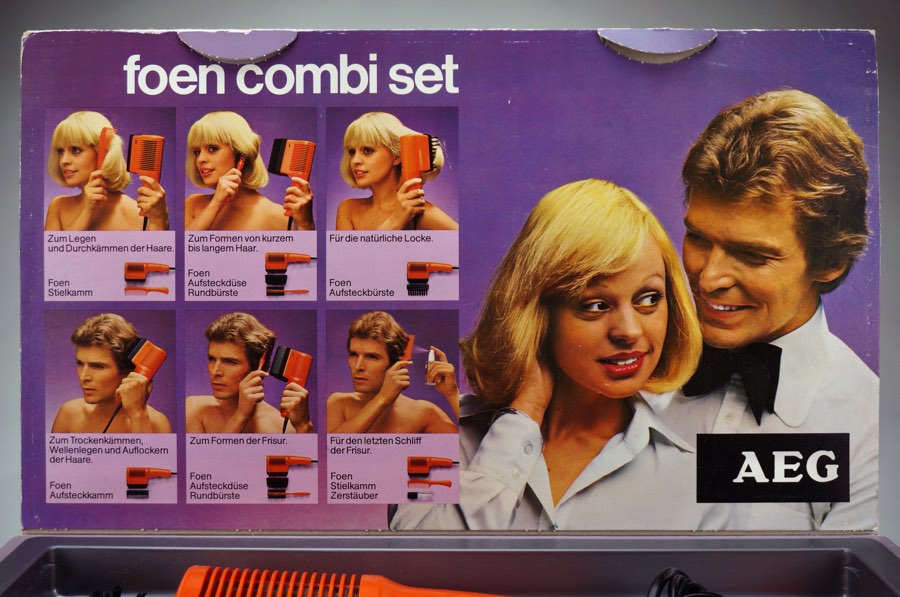 foen combi set
Zum Legen
und Durchkämmen der Haare.
Foen
Stielkamm
Zum Formen von kurzem
bis langem Haar.
Foen
Aufsteckdüse
Rundbürste
Für die natürliche Locke.
Foen
Aufsteckbürste
Zum Trockenkämmen,
Wellenlegen und Auflockern
der Haare.
Foen
Aufsteckkamm
Zum Formen der Frisur.
Foen
Aufsteckdüse
Rundbürste
Für den letzten Schliff
der Frisur.
Foen
Stielkamm
Zerstäuber
AEG